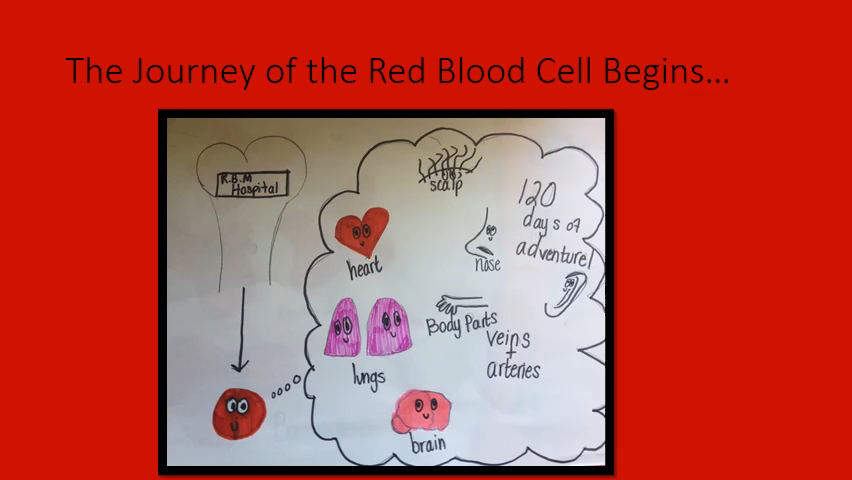 The Journey of the Red Blood Cell Begins...
R.B.M
Hospital
scalp
120
days of
adventure!
heart
nose
Body Parts
veins
+
arteries
lungs
brain